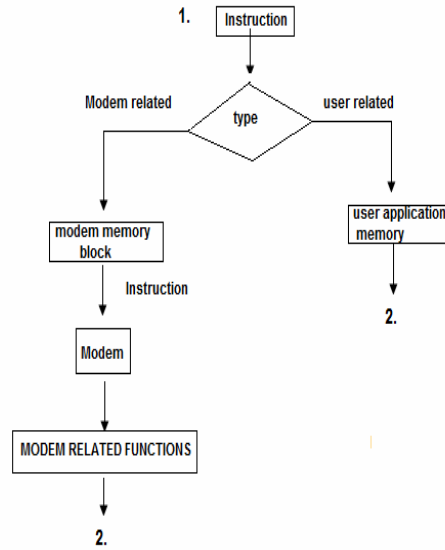 1.
Instruction
Modem related
type
user related
modem memory
block
user application
memory
Instruction
2.
Modem
MODEM RELATED FUNCTIONS
2.